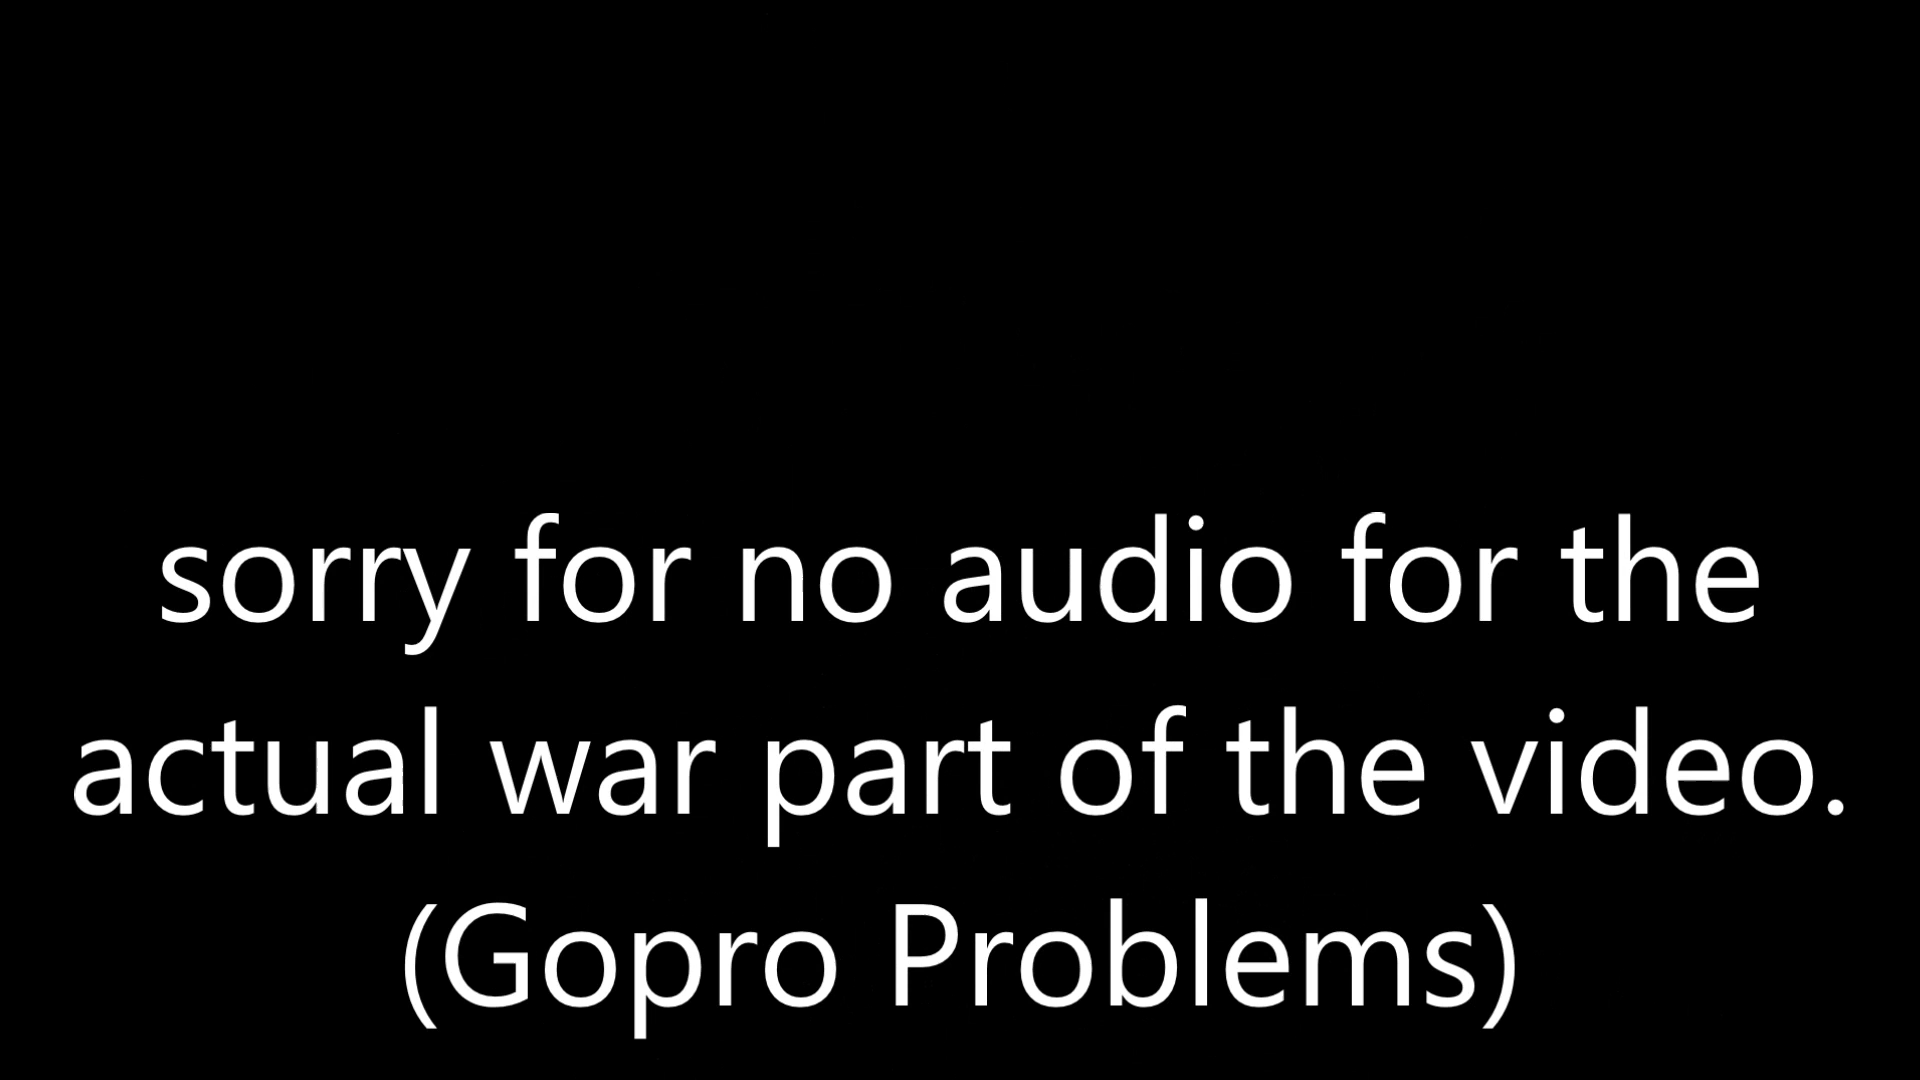 sorry for no audio for the
actual war part of the video.
(Gopro Problems)